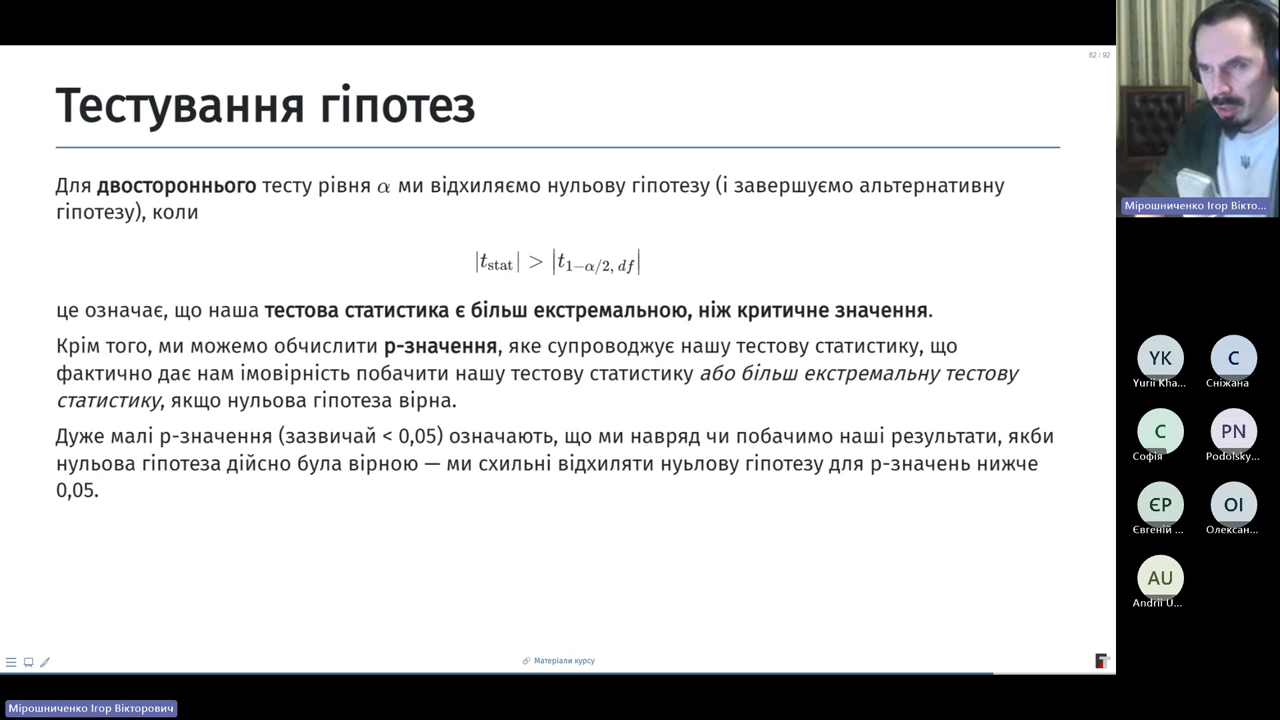 62 / 92
Тестування гіпотез
Для двостороннього тесту рівня α ми відхиляємо нульову гіпотезу (і завершуємо альтернативну
гіпотезу), коли
|t_stat| > |t_{1−α/2, df}|
це означає, що наша тестова статистика є більш екстремальною, ніж критичне значення.
Крім того, ми можемо обчислити р-значення, яке супроводжує нашу тестову статистику, що
фактично дає нам імовірність побачити нашу тестову статистику або більш екстремальну тестову
статистику, якщо нульова гіпотеза вірна.
Дуже малі р-значення (зазвичай < 0,05) означають, що ми навряд чи побачимо наші результати, якби
нульова гіпотеза дійсно була вірною — ми схильні відхиляти нуьлову гіпотезу для р-значень нижче
0,05.
Матеріали курсу
Мірошниченко Ігор Вікто...
YK
C
Yurii Kha...
Сніжана
C
PN
Софія
Podolsky...
ЄР
ОІ
Євгеній ...
Олексан...
AU
Andrii U...
Мірошниченко Ігор Вікторович